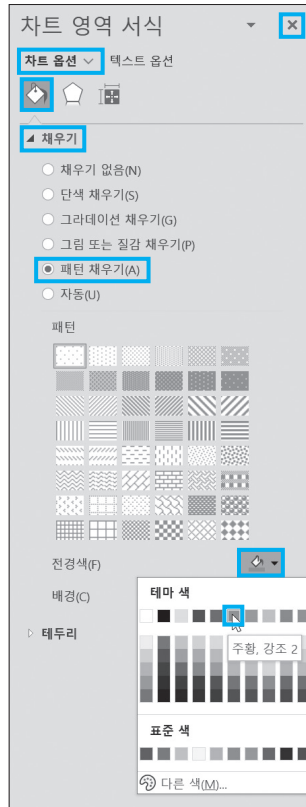 차트 영역 서식
차트 옵션 텍스트 옵션
채우기
채우기 없음(N)
단색 채우기(S)
그라데이션 채우기(G)
그림 또는 질감 채우기(P)
패턴 채우기(A)
자동(U)
패턴
전경색(F)
배경(C)
테마 색
주황, 강조 2
테두리
표준 색
다른 색(M)...